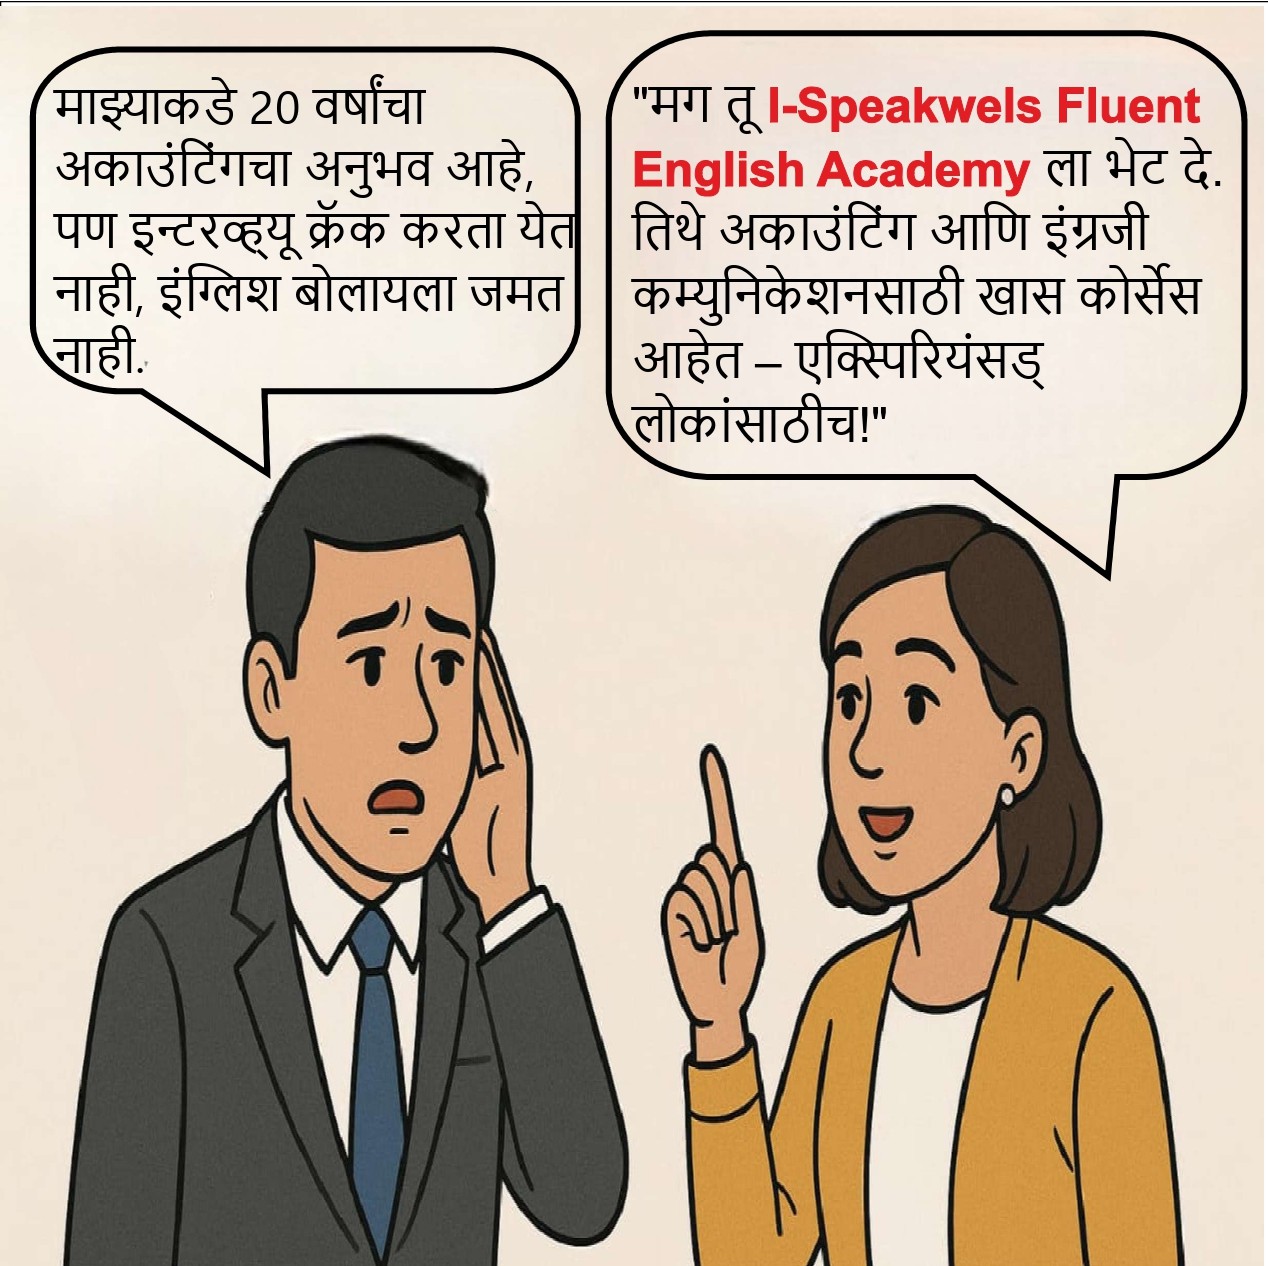 माझ्याकडे 20 वर्षांचा
अकाउंटिंगचा अनुभव आहे,
पण इन्टरव्ह्यू क्रॅक करता येत
नाही, इंग्लिश बोलायला जमत
नाही.
"मग तू I-Speakwels Fluent
English Academy ला भेट दे.
तिथे अकाउंटिंग आणि इंग्रजी
कम्युनिकेशनसाठी खास कोर्सेस
आहेत – एक्स्पिरियंसड्
लोकांसाठीच!"